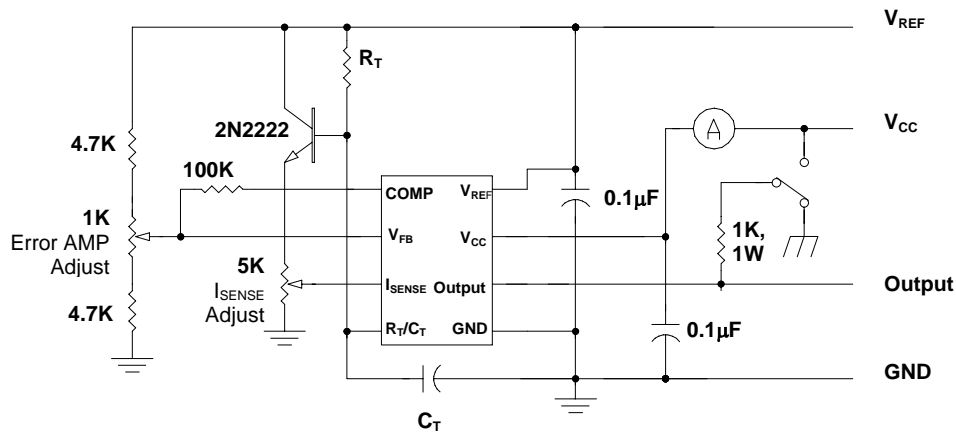 V_REF
R_T
A
V_CC
2N2222
4.7K
100K
COMP
V_REF
0.1μF
1K
Error AMP
Adjust
V_FB
V_CC
1K,
1W
5K
I_SENSE
Adjust
I_SENSE
Output
Output
4.7K
R_T/C_T
GND
0.1μF
GND
C_T